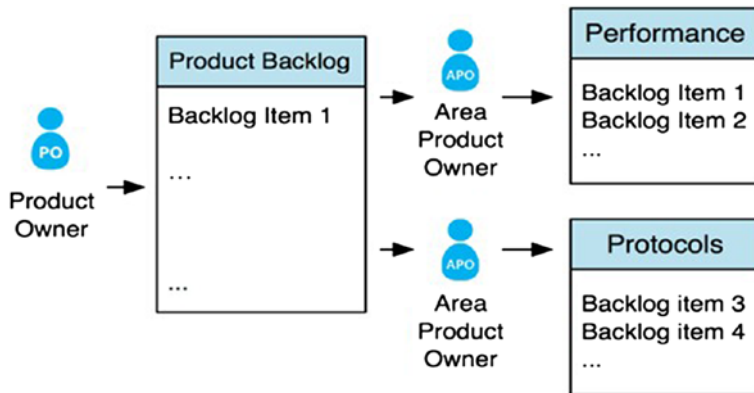 PO
Product
Owner
Product Backlog
Backlog Item 1
...
...
APO
Area
Product
Owner
Performance
Backlog Item 1
Backlog Item 2
...
APO
Area
Product
Owner
Protocols
Backlog item 3
Backlog item 4
...